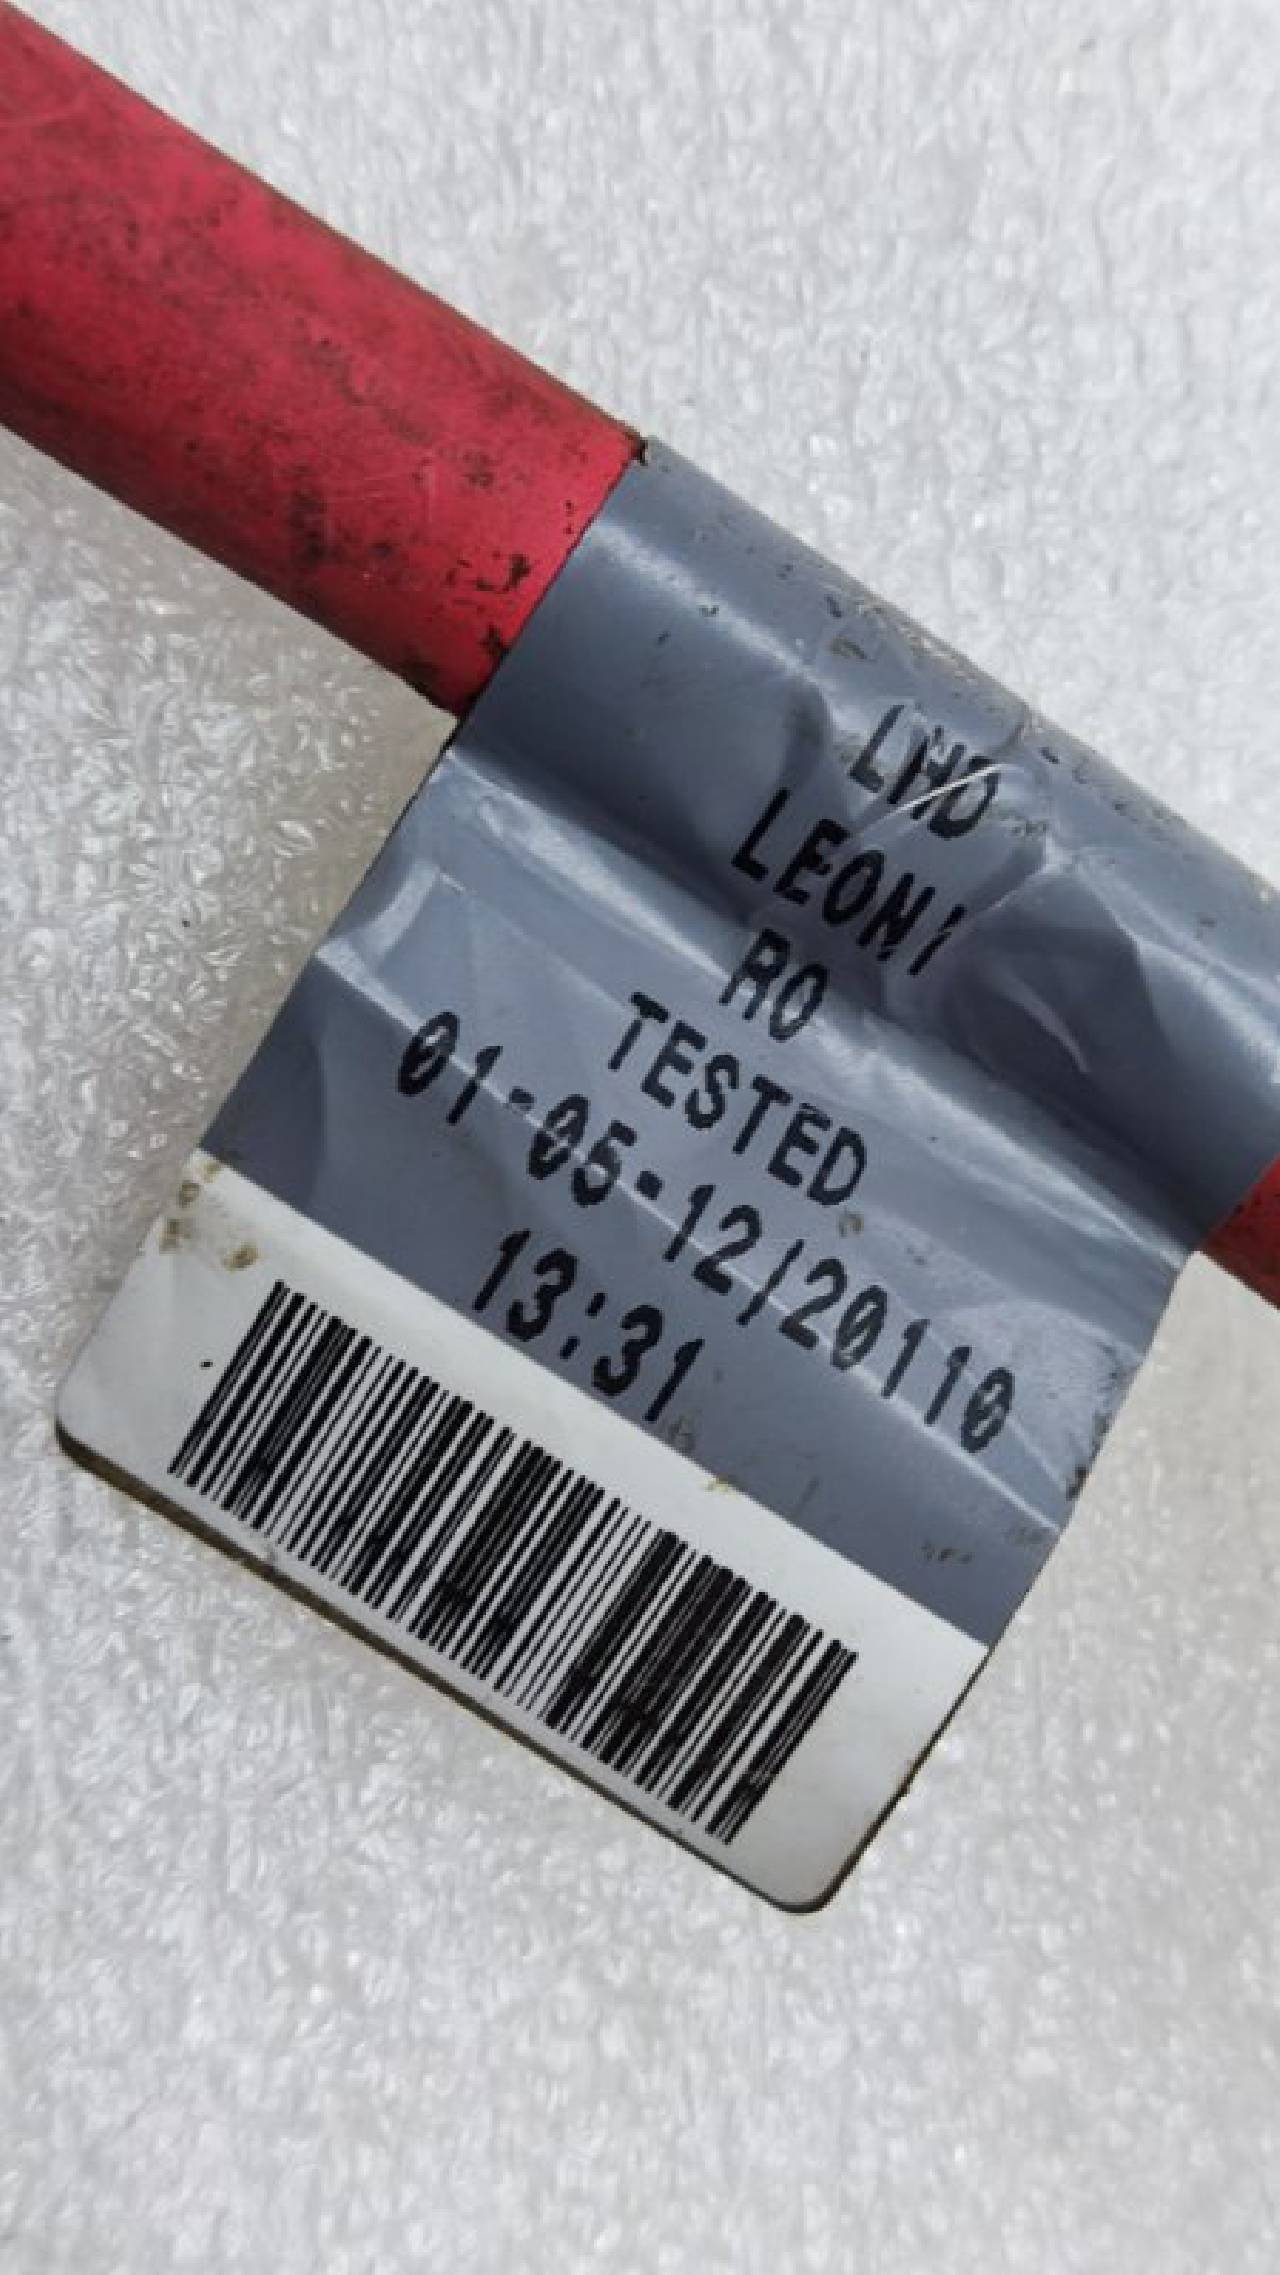 LHD
LEONI
RO
TESTED
01-05-12/20110
13:31